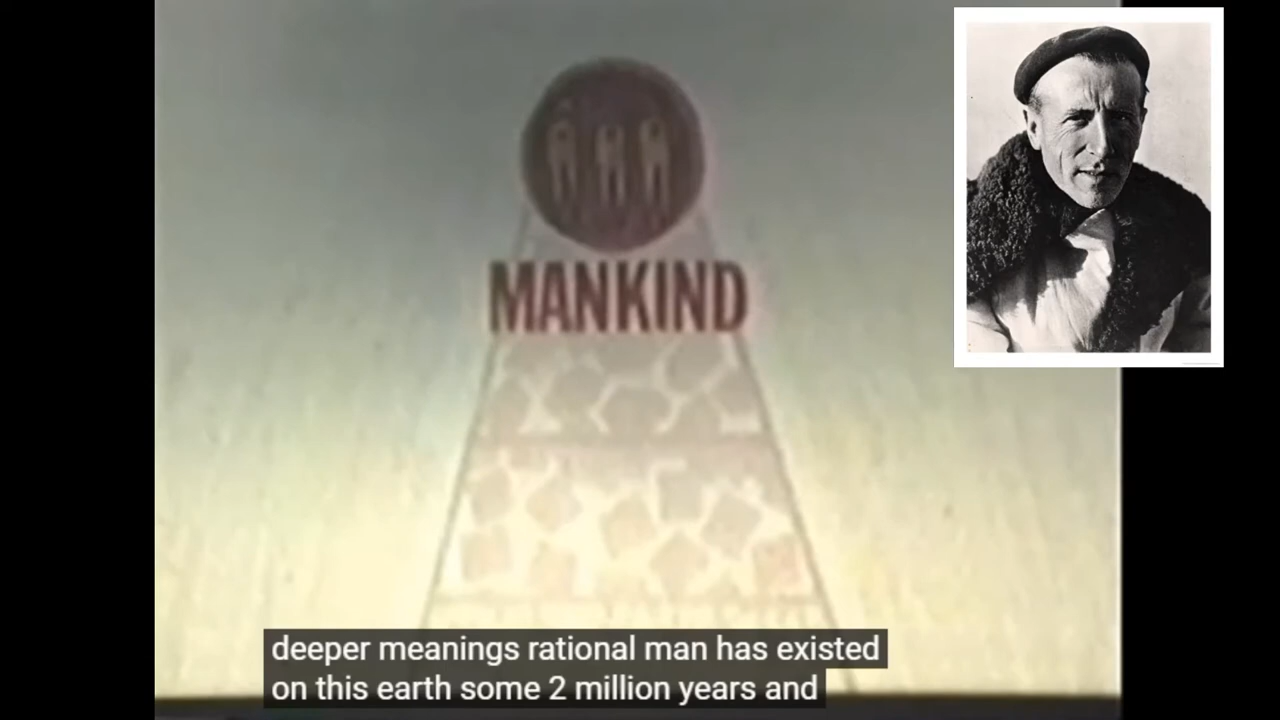 MANKIND
deeper meanings rational man has existed
on this earth some 2 million years and